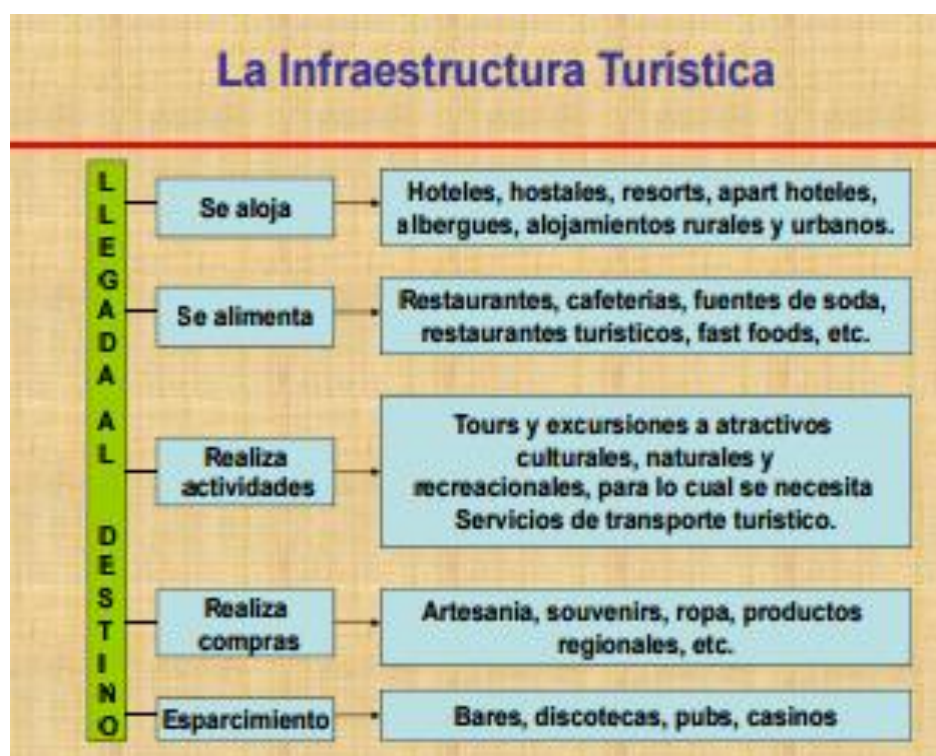 La Infraestructura Turística
LLEGADA AL DESTINO
Se aloja
Hoteles, hostales, resorts, apart hoteles,
albergues, alojamientos rurales y urbanos.
Se alimenta
Restaurantes, cafeterias, fuentes de soda,
restaurantes turisticos, fast foods, etc.
Realiza
actividades
Tours y excursiones a atractivos
culturales, naturales y
recreacionales, para lo cual se necesita
Servicios de transporte turistico.
Realiza
compras
Artesania, souvenirs, ropa, productos
regionales, etc.
Esparcimiento
Bares, discotecas, pubs, casinos